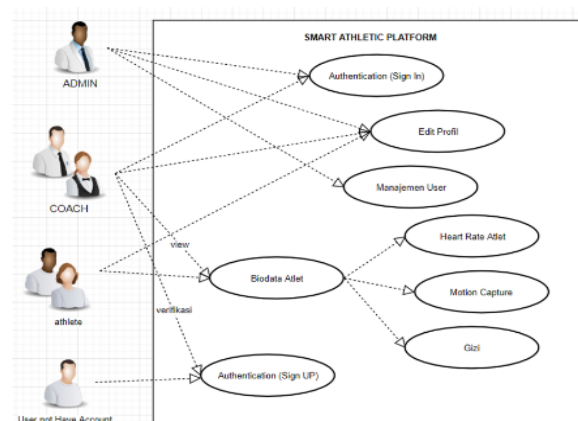 SMART ATHLETIC PLATFORM
ADMIN
Authentication (Sign In)
Edit Profil
COACH
Manajemen User
view
Heart Rate Atlet
Biodata Atlet
Motion Capture
athlete
verifikasi
Gizi
Authentication (Sign UP)
User not Have Account